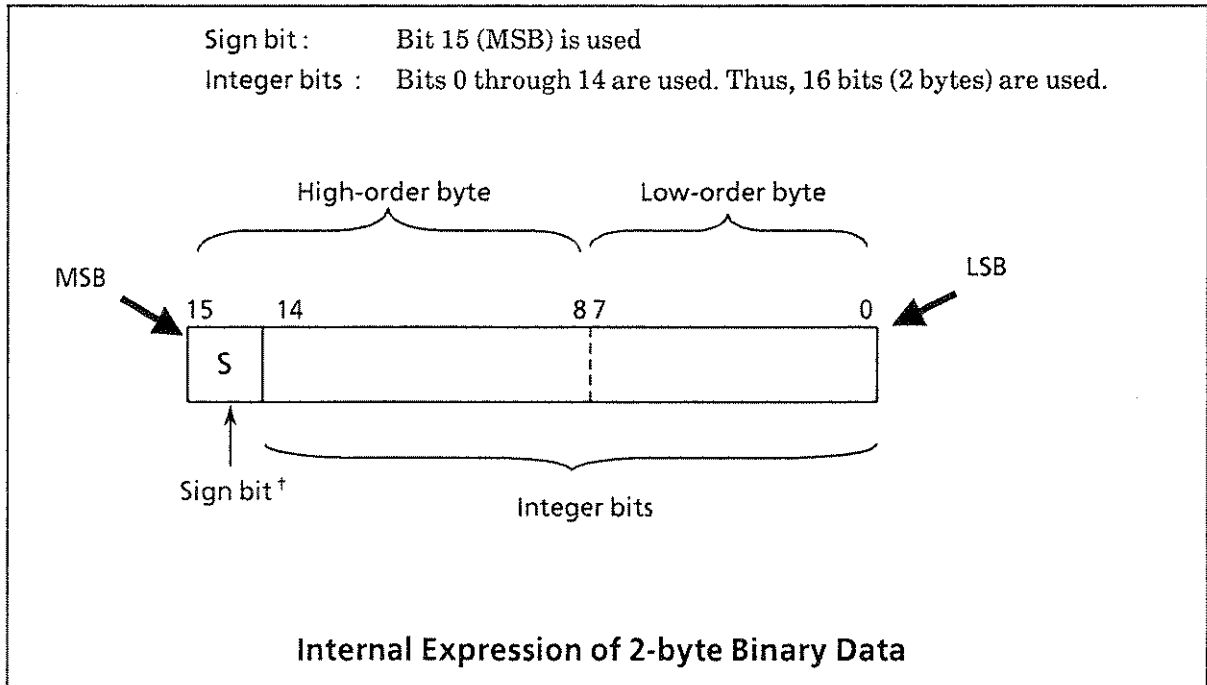 Sign bit : Bit 15 (MSB) is used
Integer bits : Bits 0 through 14 are used. Thus, 16 bits (2 bytes) are used.
High-order byte Low-order byte
MSB LSB
15 14 8 7 0
S
Sign bit †
Integer bits
Internal Expression of 2-byte Binary Data